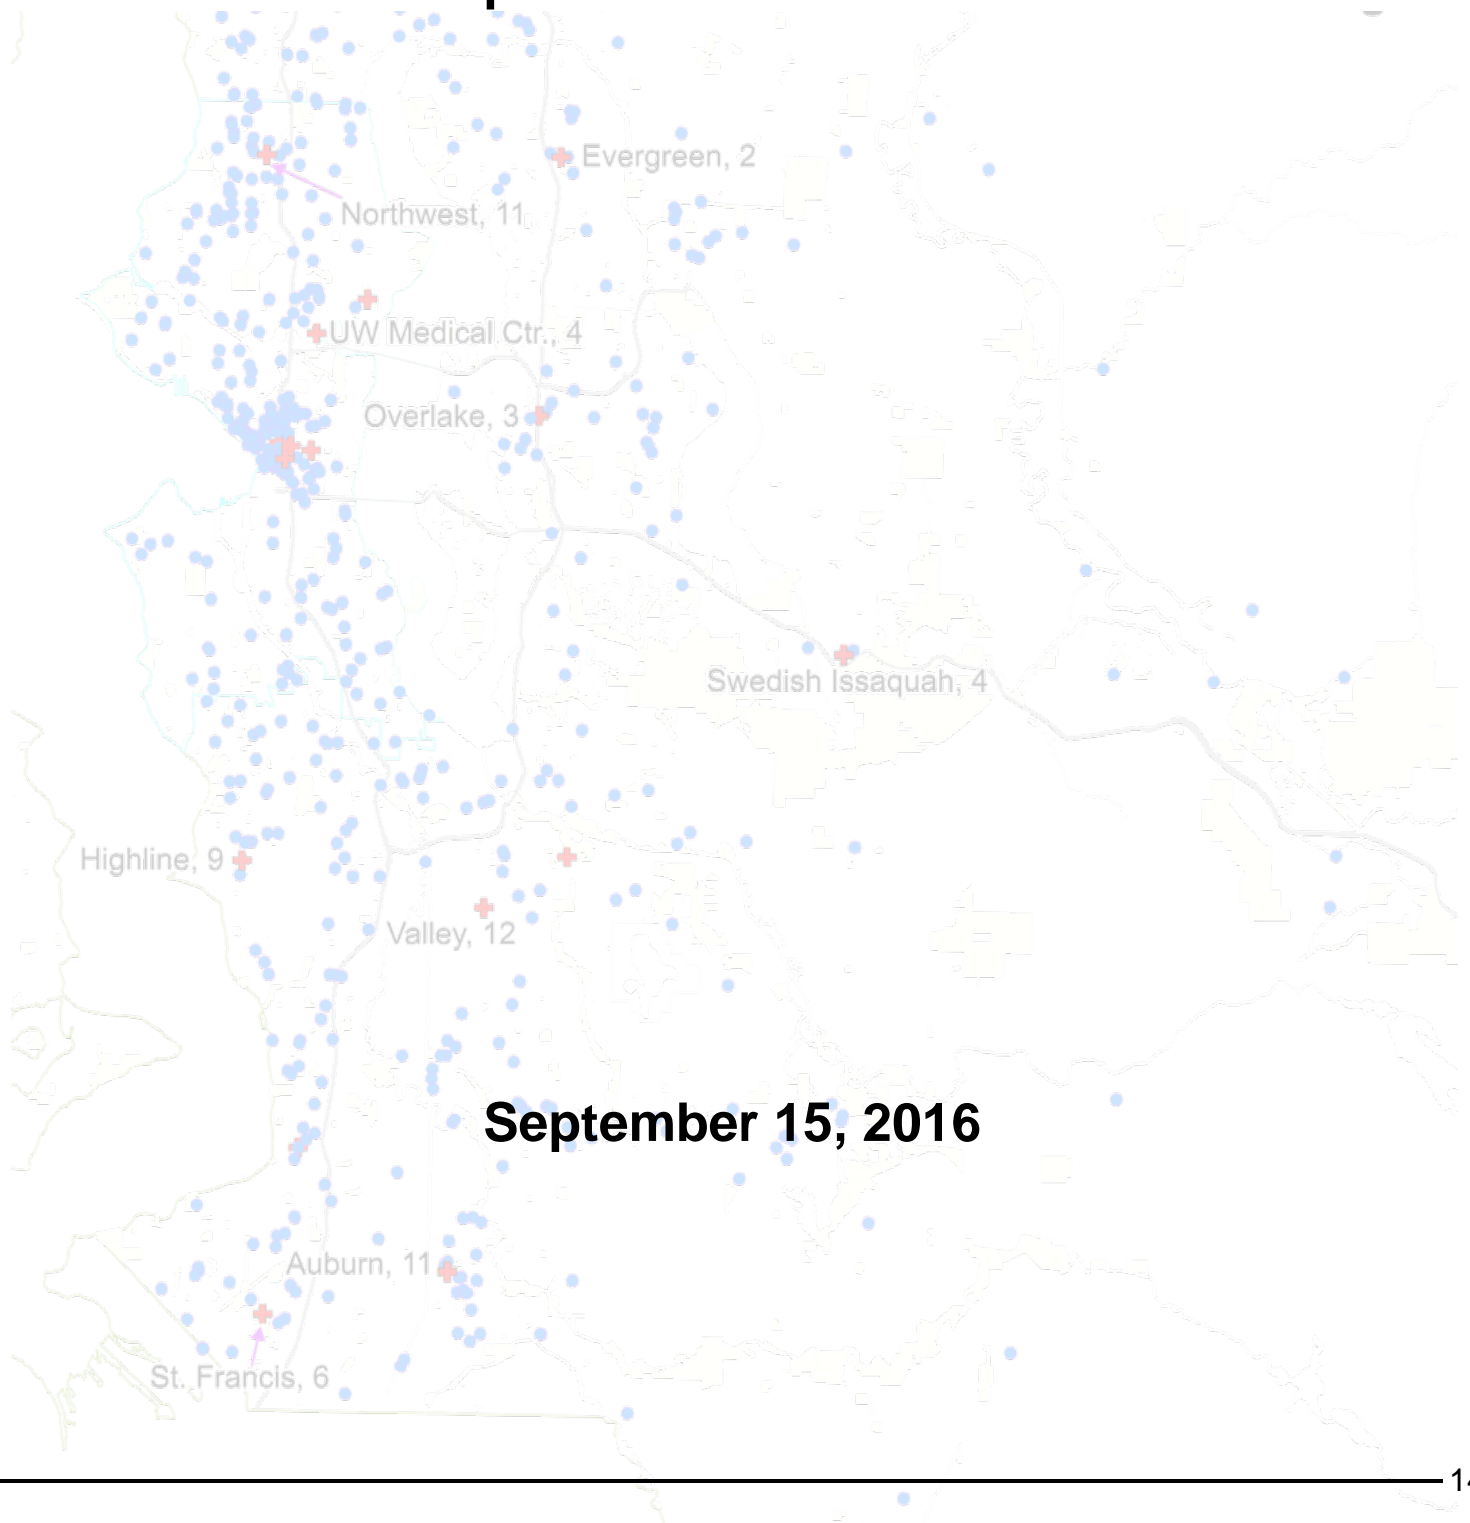 Evergreen, 2
Northwest, 11
UW Medical Ctr., 4
Overlake, 3
Swedish Issaquah, 4
Highline, 9
Valley, 12
September 15, 2016
Auburn, 11
St. Francis, 6